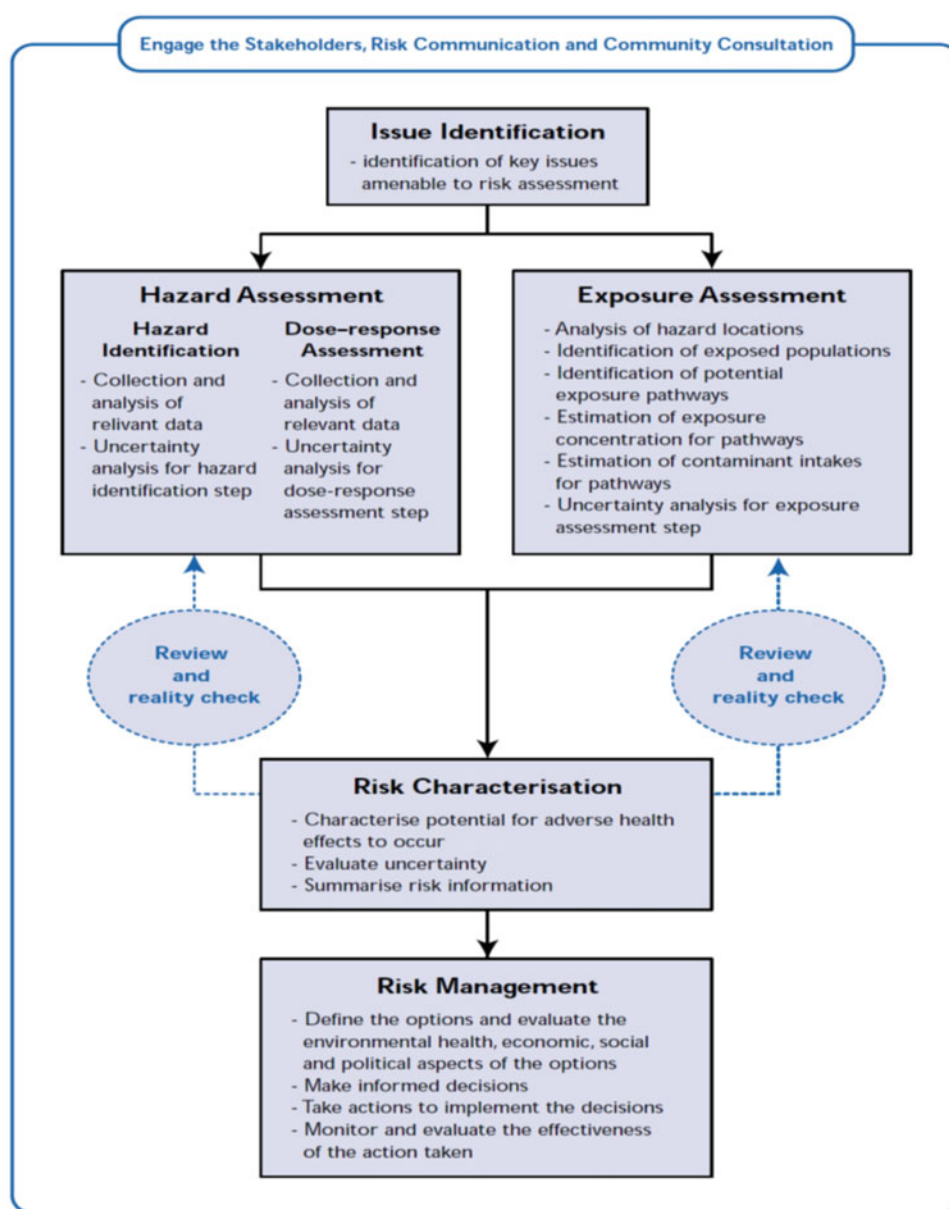 Engage the Stakeholders, Risk Communication and Community Consultation
Issue Identification
- identification of key issues
amenable to risk assessment
Hazard Assessment
Hazard
Identification
- Collection and
analysis of
relivant data
- Uncertainty
analysis for hazard
identification step
Dose-response
Assessment
- Collection and
analysis of
relevant data
- Uncertainty
analysis for
dose-response
assessment step
Exposure Assessment
- Analysis of hazard locations
- Identification of exposed populations
- Identification of potential
exposure pathways
- Estimation of exposure
concentration for pathways
- Estimation of contaminant intakes
for pathways
- Uncertainty analysis for exposure
assessment step
Review
and
reality check
Review
and
reality check
Risk Characterisation
- Characterise potential for adverse health
effects to occur
- Evaluate uncertainty
- Summarise risk information
Risk Management
- Define the options and evaluate the
environmental health, economic, social
and political aspects of the options
- Make informed decisions
- Take actions to implement the decisions
- Monitor and evaluate the effectiveness
of the action taken